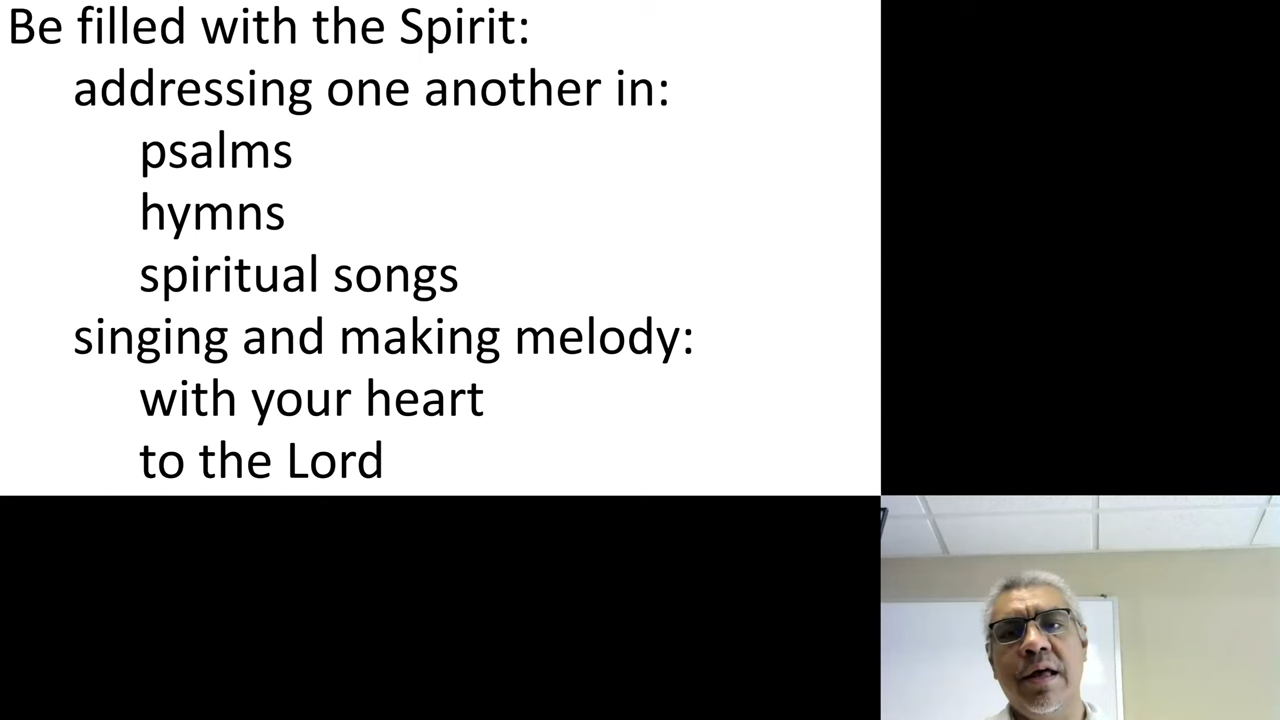 Be filled with the Spirit:
addressing one another in:
psalms
hymns
spiritual songs
singing and making melody:
with your heart
to the Lord